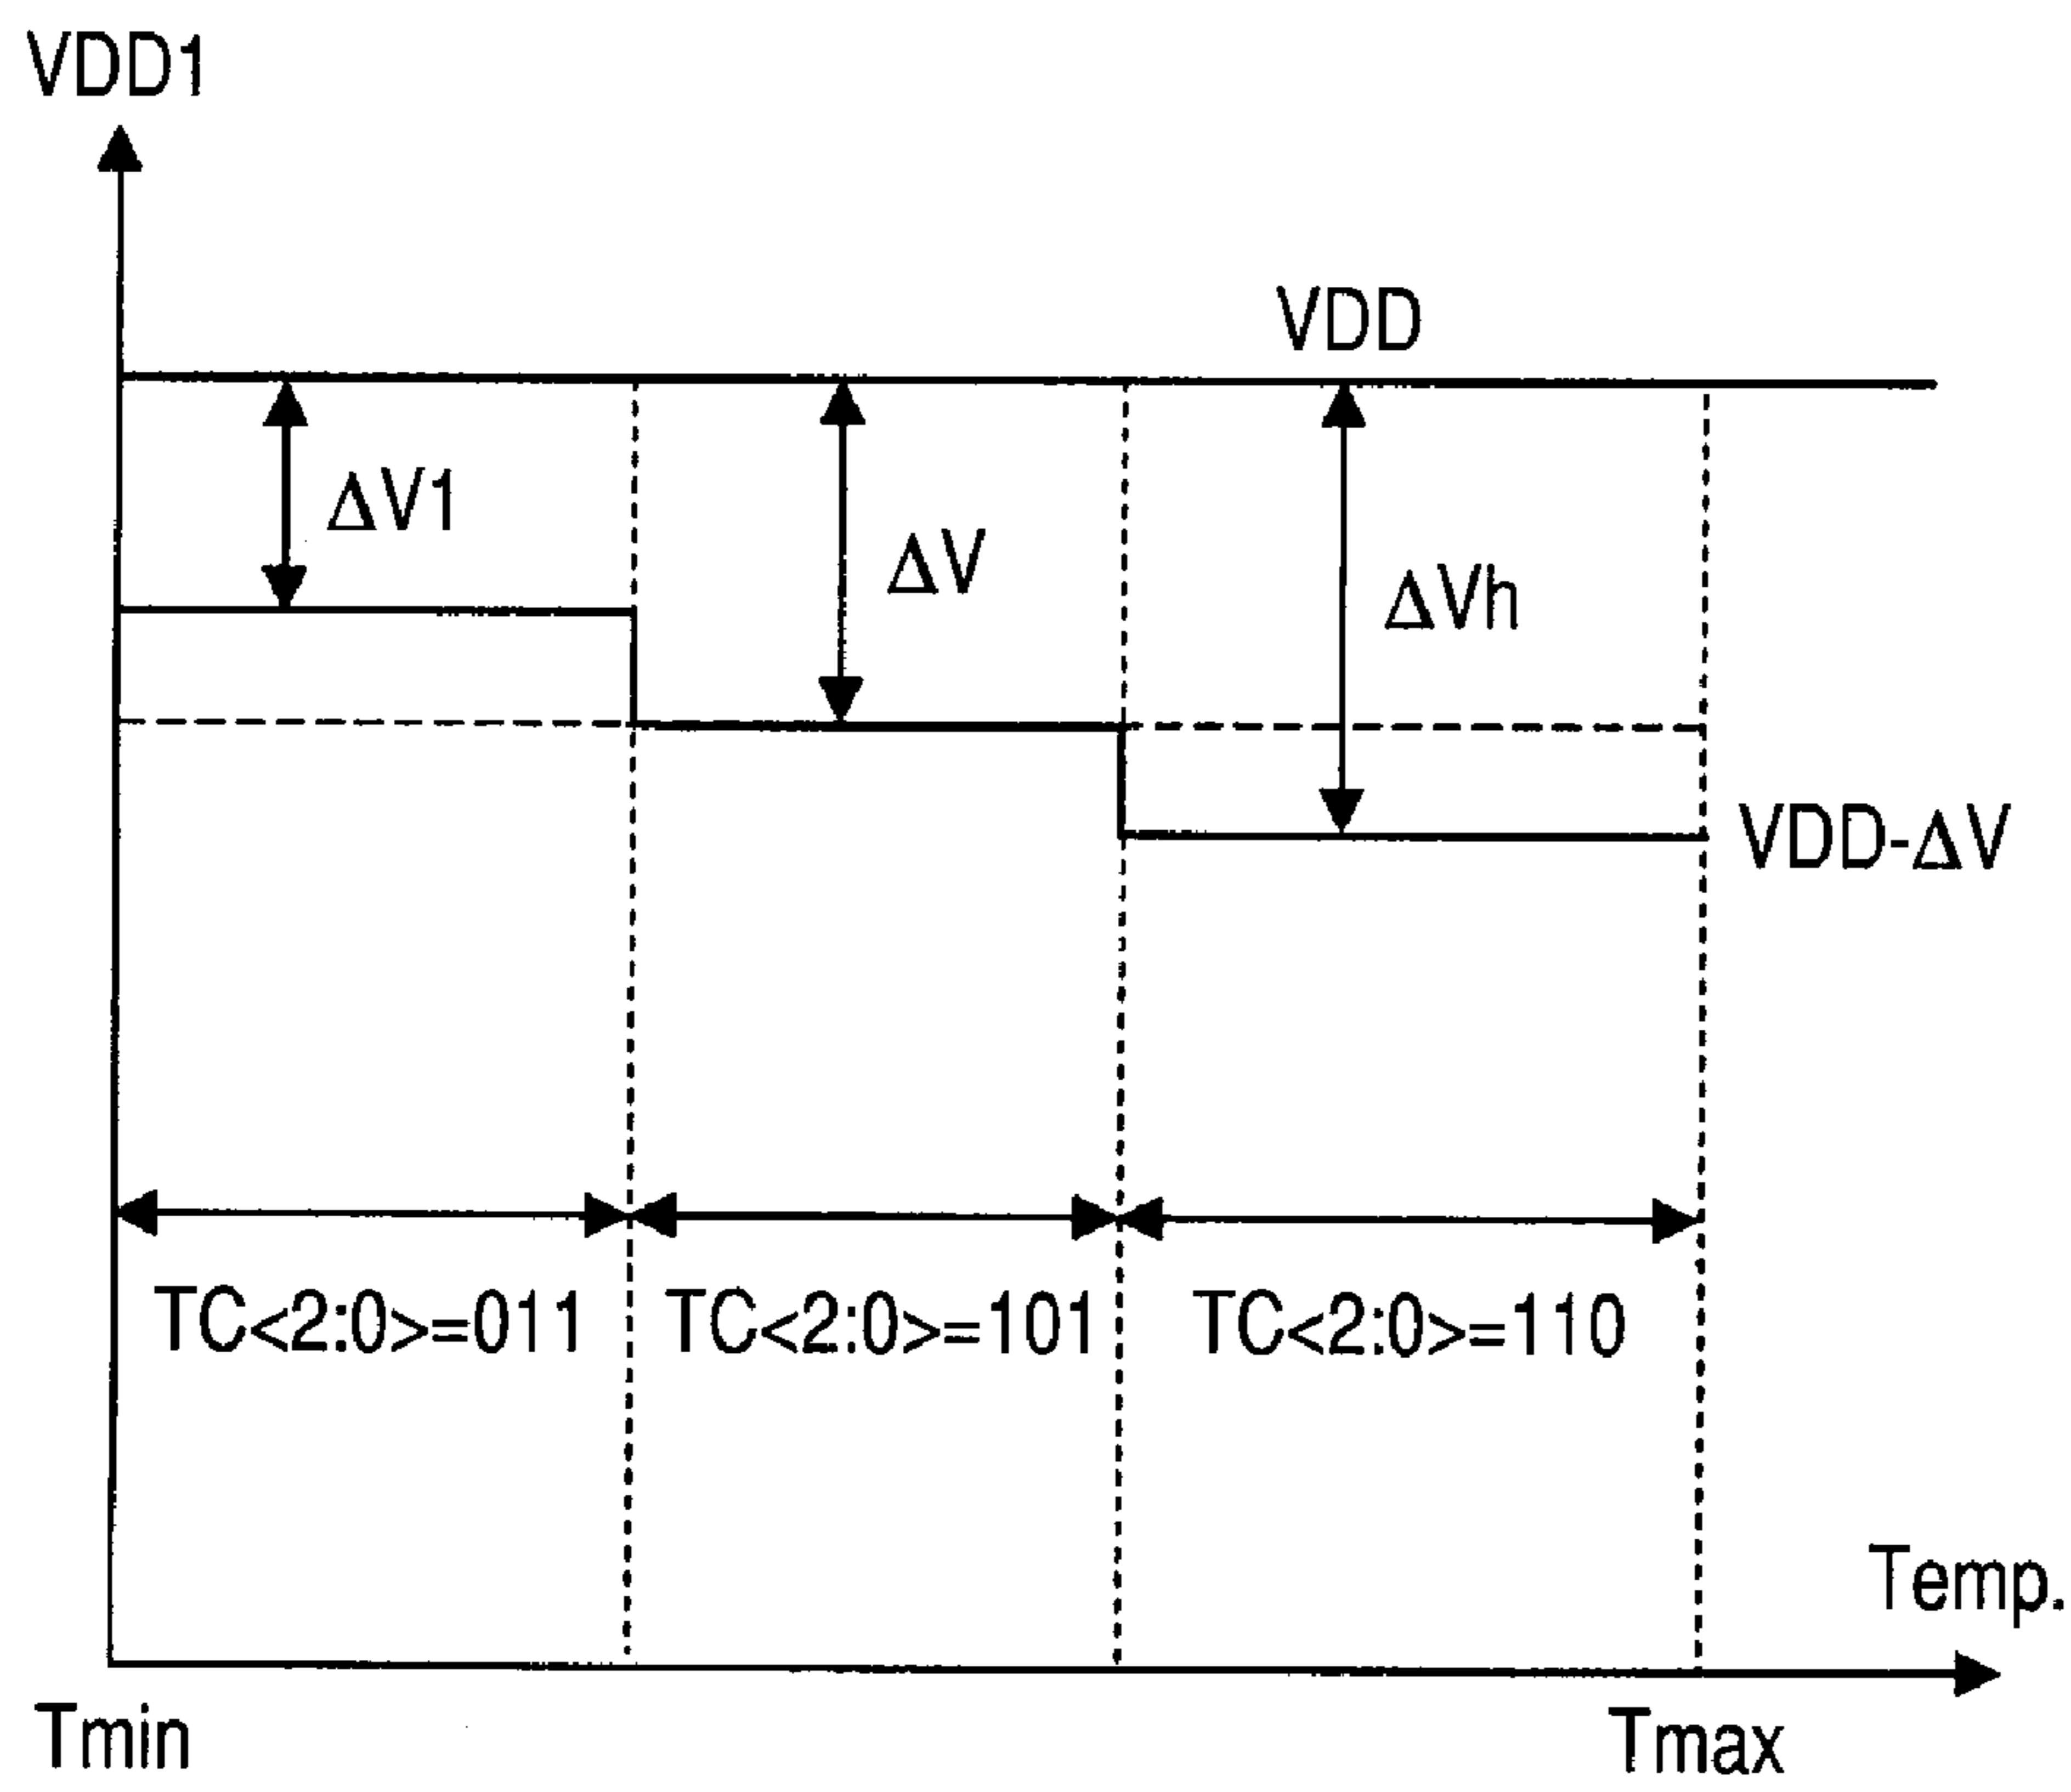 VDD1
VDD
ΔV1
ΔV
ΔVh
VDD-ΔV
TC<2:0>=011
TC<2:0>=101
TC<2:0>=110
Temp.
Tmin
Tmax